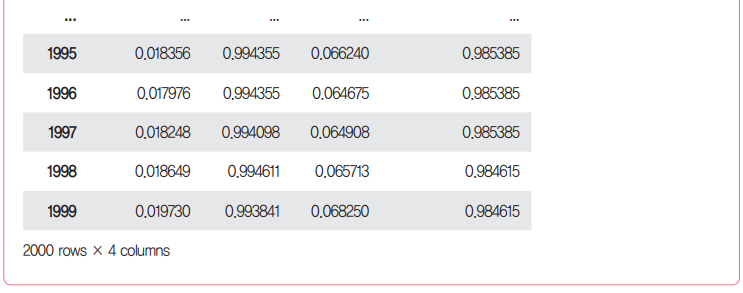 ... ... ... ... ...
1995 0.018356 0.994355 0.066240 0.985385
1996 0.017976 0.994355 0.064675 0.985385
1997 0.018248 0.994098 0.064908 0.985385
1998 0.018649 0.994611 0.065713 0.984615
1999 0.019730 0.993841 0.068250 0.984615
2000 rows × 4 columns